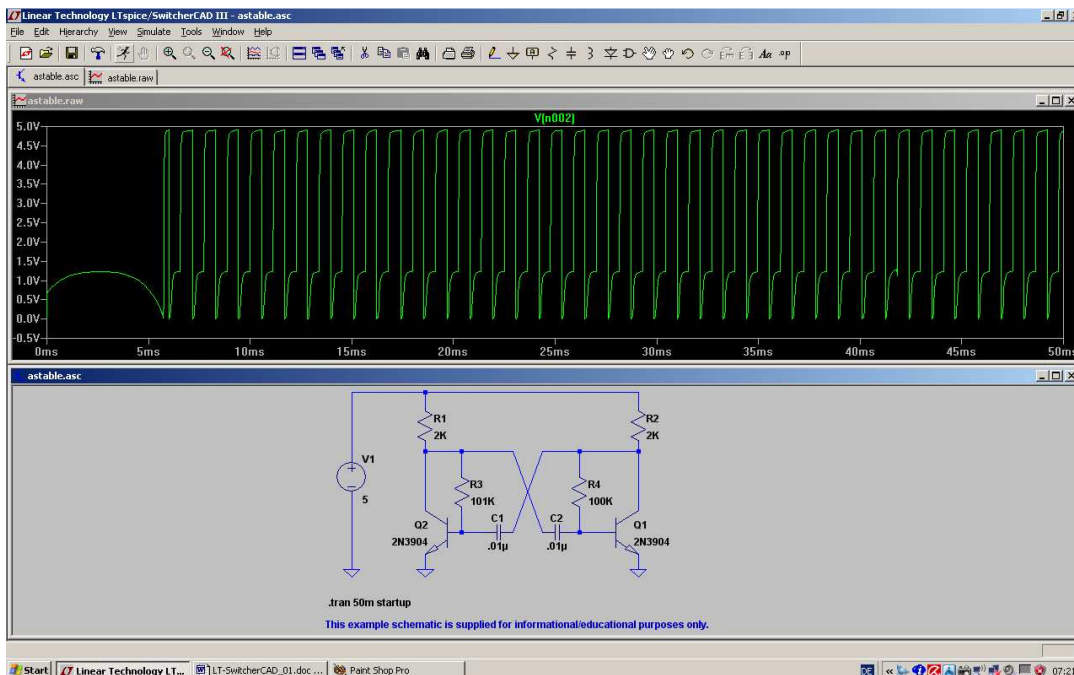 Linear Technology LTspice/SwitcherCAD III - astable.asc
File Edit Hierarchy View Simulate Tools Window Help
Aa .op
astable.asc astable.raw
astable.raw
V(n002)
5.0V
4.5V
4.0V
3.5V
3.0V
2.5V
2.0V
1.5V
1.0V
0.5V
0.0V
-0.5V
0ms 5ms 10ms 15ms 20ms 25ms 30ms 35ms 40ms 45ms 50ms
astable.asc
R1
2K
R2
2K
V1
5
R3
101K
R4
100K
C1
.01µ
C2
.01µ
Q2
2N3904
Q1
2N3904
.tran 50m startup
This example schematic is supplied for informational/educational purposes only.
Start Linear Technology LT... LT-SwitcherCAD_01.doc ... Paint Shop Pro DE « 07:21